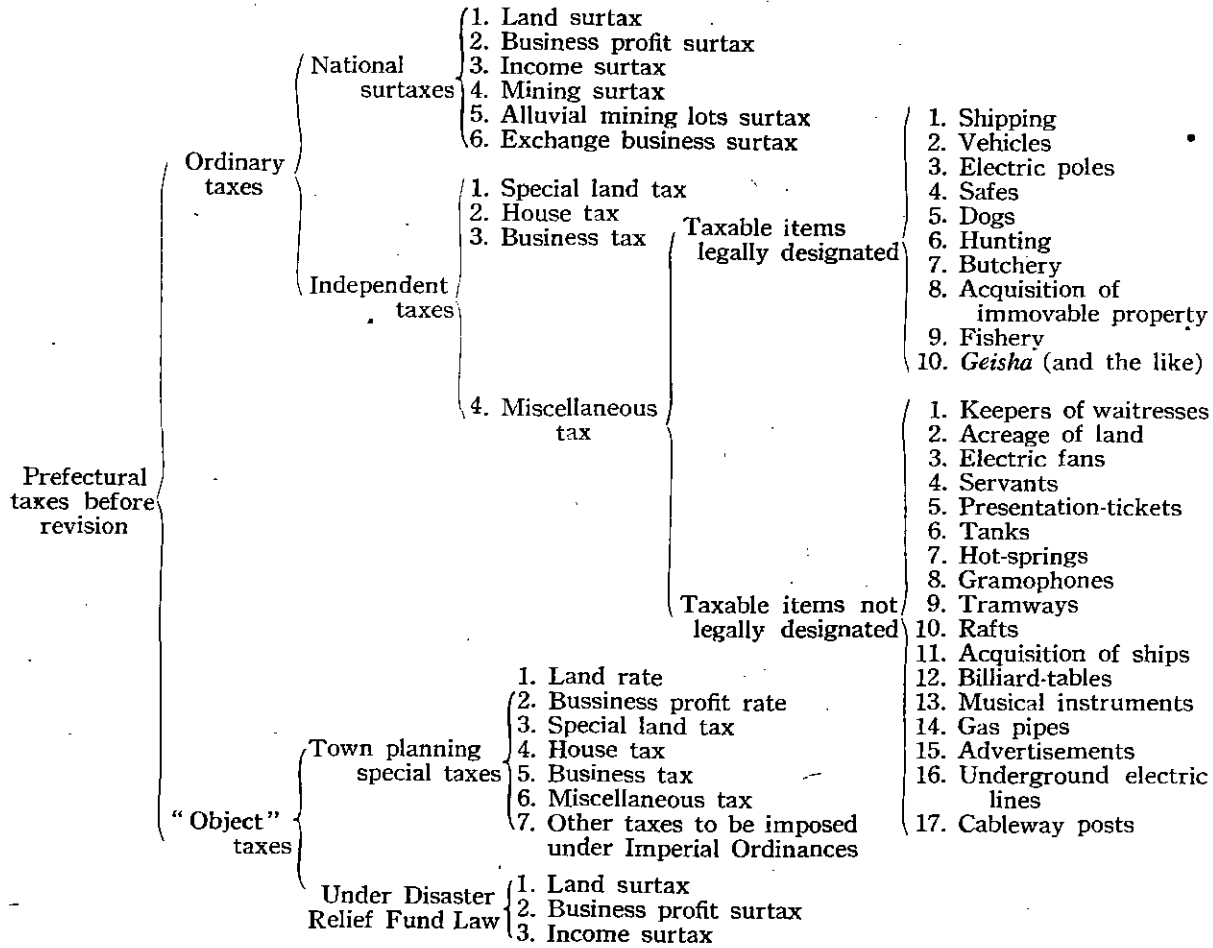 Prefectural
taxes before
revision
Ordinary
taxes
National
surtaxes
1. Land surtax
2. Business profit surtax
3. Income surtax
4. Mining surtax
5. Alluvial mining lots surtax
6. Exchange business surtax
Independent
taxes
1. Special land tax
2. House tax
3. Business tax
4. Miscellaneous
tax
Taxable items
legally designated
1. Shipping
2. Vehicles
3. Electric poles
4. Safes
5. Dogs
6. Hunting
7. Butchery
8. Acquisition of
immovable property
9. Fishery
10. Geisha (and the like)
Taxable items not
legally designated
1. Keepers of waitresses
2. Acreage of land
3. Electric fans
4. Servants
5. Presentation-tickets
6. Tanks
7. Hot-springs
8. Gramophones
9. Tramways
10. Rafts
11. Acquisition of ships
12. Billiard-tables
13. Musical instruments
14. Gas pipes
15. Advertisements
16. Underground electric
lines
17. Cableway posts
"Object"
taxes
Town planning
special taxes
1. Land rate
2. Bussiness profit rate
3. Special land tax
4. House tax
5. Business tax
6. Miscellaneous tax
7. Other taxes to be imposed
under Imperial Ordinances
Under Disaster
Relief Fund Law
1. Land surtax
2. Business profit surtax
3. Income surtax